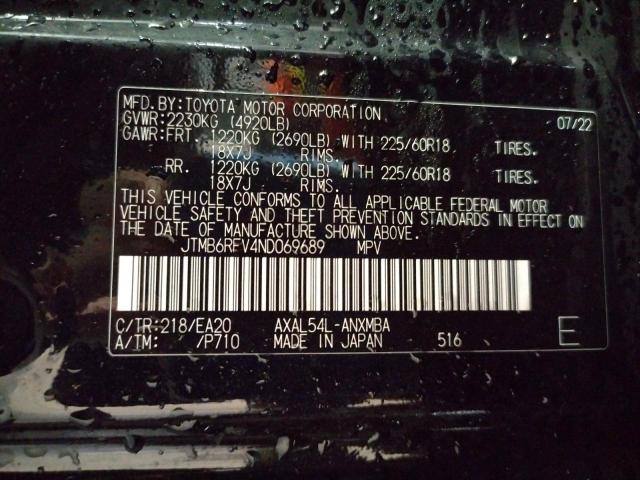 MFD.BY:TOYOTA MOTOR CORPORATION 07/22
GVWR:2230KG (4920LB)
GAWR:FRT. 1220KG (2690LB) WITH 225/60R18 TIRES.
18X7J RIMS.
RR. 1220KG (2690LB) WITH 225/60R18 TIRES.
18X7J RIMS.
THIS VEHICLE CONFORMS TO ALL APPLICABLE FEDERAL MOTOR
VEHICLE SAFETY AND THEFT PREVENTION STANDARDS IN EFFECT ON
THE DATE OF MANUFACTURE SHOWN ABOVE.
JTMB6RFV4ND069689 MPV
C/TR:218/EA20 AXAL54L-ANXMBA
A/TM: /P710 MADE IN JAPAN 516 E